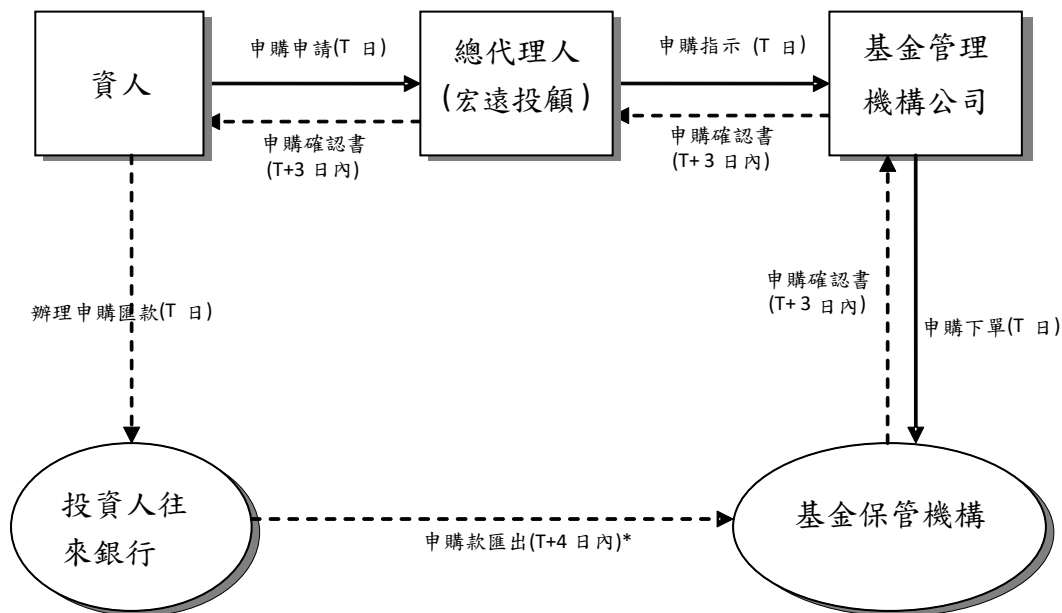 資人
申購申請(T 日)
總代理人
(宏遠投顧)
申購指示 (T 日)
基金管理
機構公司
申購確認書
(T+3 日內)
申購確認書
(T+ 3 日內)
辦理申購匯款(T 日)
申購確認書
(T+ 3 日內)
申購下單(T 日)
投資人往
來銀行
申購款匯出(T+4 日內)*
基金保管機構